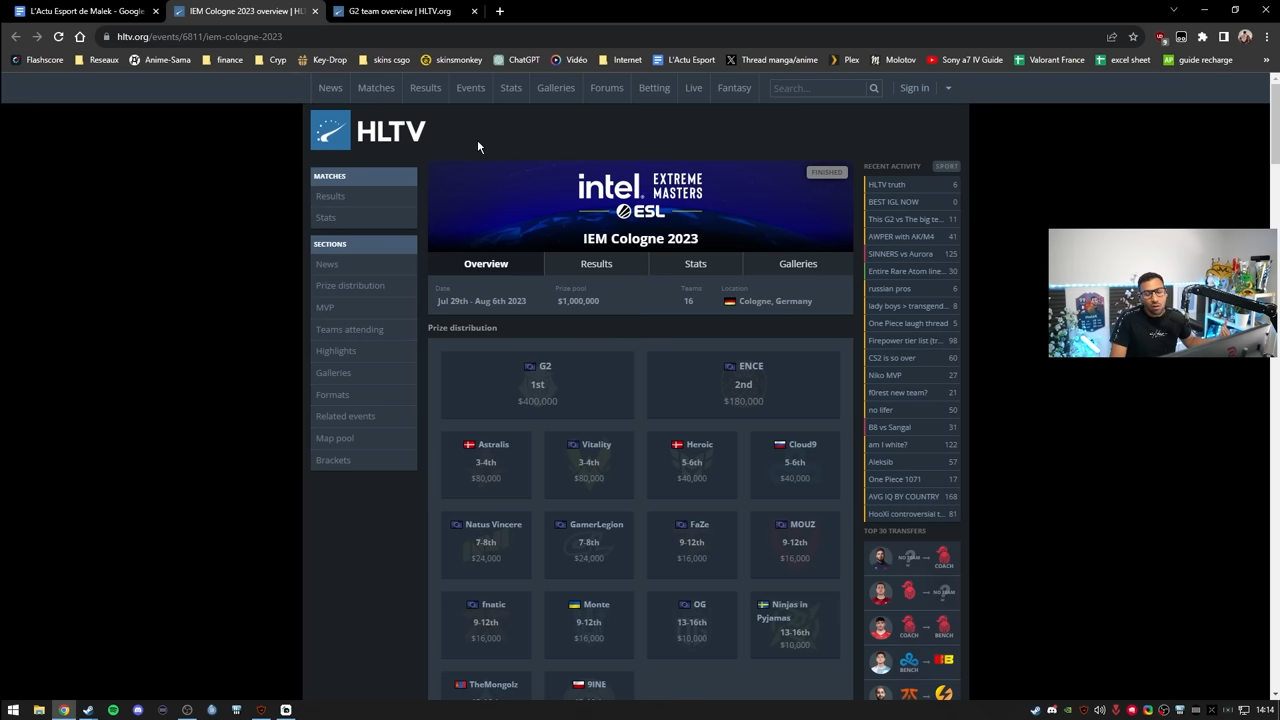 L'Actu Esport de Malek - Google
IEM Cologne 2023 overview | HL
G2 team overview | HLTV.org
hltv.org/events/6811/iem-cologne-2023
Flashscore
Reseaux
Anime-Sama
finance
Cryp
Key-Drop
skins csgo
skinsmoney
ChatGPT
Vidéo
Internet
L'Actu Esport
Thread manga/anime
Plex
Molotov
Sony a7 IV Guide
Valorant France
excel sheet
guide recharge
News
Matches
Results
Events
Stats
Galleries
Forums
Betting
Live
Fantasy
Search...
Sign in
HLTV
MATCHES
Results
Stats
SECTIONS
News
Prize distribution
MVP
Teams attending
Highlights
Galleries
Formats
Related events
Map pool
Brackets
FINISHED
intel. EXTREME MASTERS
ESL
IEM Cologne 2023
Overview
Results
Stats
Galleries
Date
Prize pool
Teams
Location
Jul 29th - Aug 6th 2023
$1,000,000
16
Cologne, Germany
Prize distribution
G2
1st
$400,000
ENCE
2nd
$180,000
Astralis
3-4th
$80,000
Vitality
3-4th
$80,000
Heroic
5-6th
$40,000
Cloud9
5-6th
$40,000
Natus Vincere
7-8th
$24,000
GamerLegion
7-8th
$24,000
FaZe
9-12th
$16,000
MOUZ
9-12th
$16,000
fnatic
9-12th
$16,000
Monte
9-12th
$16,000
OG
13-16th
$10,000
Ninjas in
Pyjamas
13-16th
$10,000
TheMongolz
9INE
RECENT ACTIVITY
SPORT
HLTV truth 6
BEST IGL NOW 0
This G2 vs The big te... 11
AWPER with AK/M4 41
SINNERS vs Aurora 125
Entire Rare Atom line... 30
russian pros 6
lady boys > transgend... 8
One Piece laugh thread 5
Firepower tier list (tr... 98
CS2 is so over 60
Niko MVP 27
f0rest new team? 21
no lifer 50
B8 vs Sangal 31
am I white? 122
Aleksib 57
One Piece 1071 17
AVG IQ BY COUNTRY 168
HooXi controversial t... 81
TOP 30 TRANSFERS
NO TEAM
COACH
NO TEAM
COACH
BENCH
BENCH
14:14